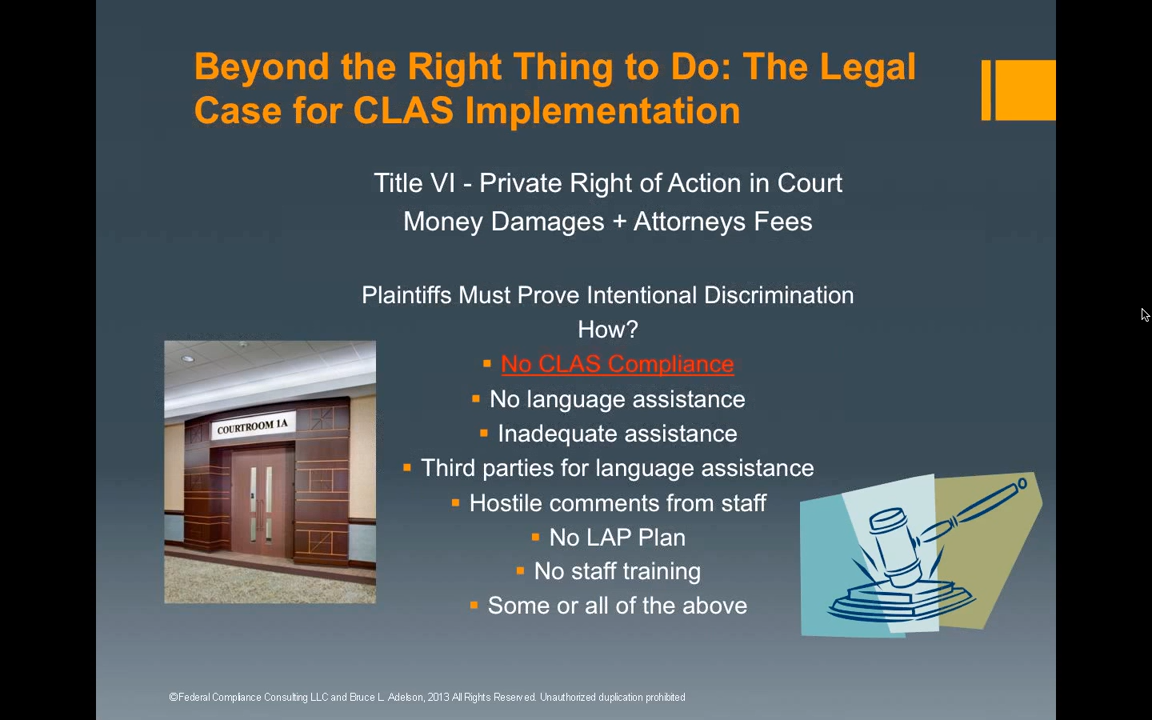 Beyond the Right Thing to Do: The Legal
Case for CLAS Implementation
Title VI - Private Right of Action in Court
Money Damages + Attorneys Fees
Plaintiffs Must Prove Intentional Discrimination
How?
▪ No CLAS Compliance
▪ No language assistance
▪ Inadequate assistance
▪ Third parties for language assistance
▪ Hostile comments from staff
▪ No LAP Plan
▪ No staff training
▪ Some or all of the above
COURTROOM 1A
©Federal Compliance Consulting LLC and Bruce L. Adelson, 2013 All Rights Reserved. Unauthorized duplication prohibited